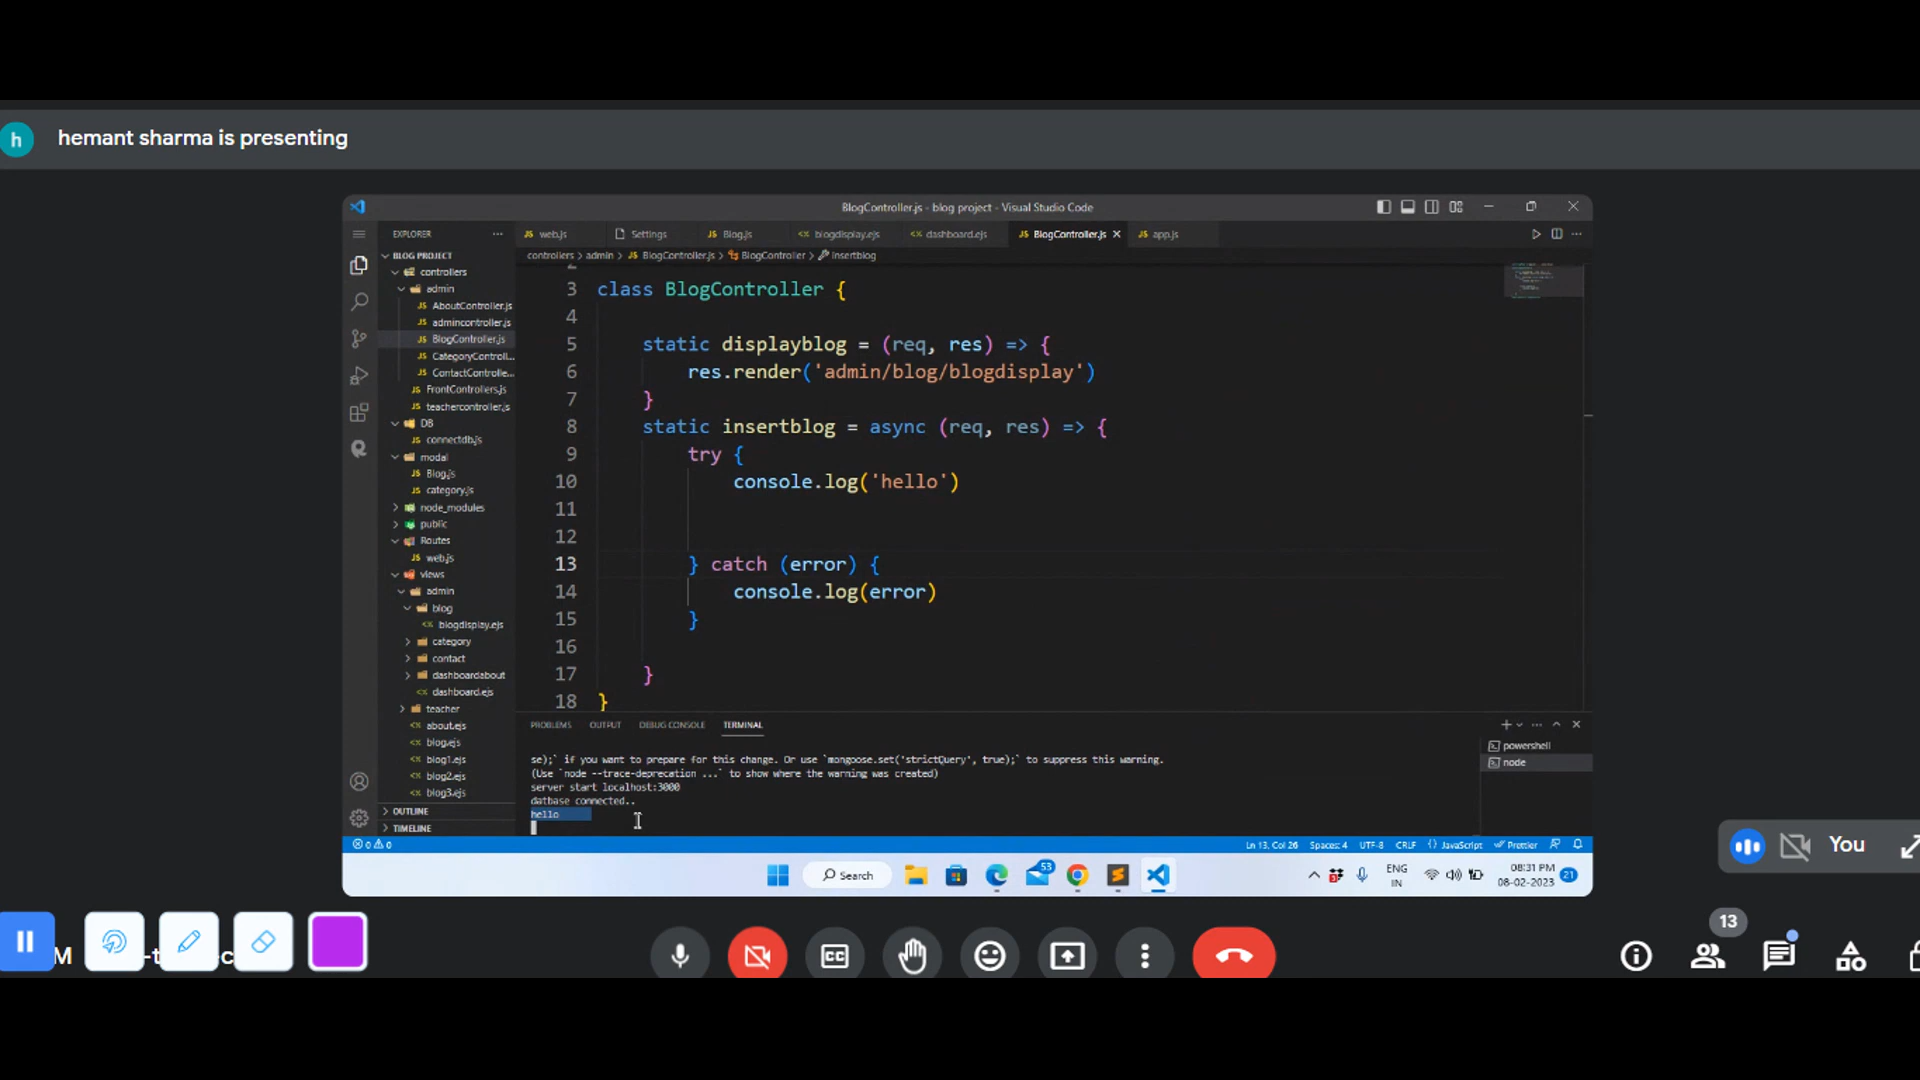 h
hemant sharma is presenting
BlogController.js - blog project - Visual Studio Code
EXPLORER
web.js
Settings
Blog.js
blogdisplay.ejs
dashboard.ejs
BlogController.js
app.js
controllers > admin > BlogController.js > BlogController > insertblog
BLOG PROJECT
controllers
admin
AboutController.js
admincontroller.js
BlogController.js
CategoryControll...
ContactControlle...
FrontControllers.js
teachercontroller.js
DB
connectdb.js
modal
Blog.js
category.js
node_modules
public
Routes
web.js
views
admin
blog
blogdisplay.ejs
category
contact
dashboardabout
dashboard.ejs
teacher
about.ejs
blog.ejs
blog1.ejs
blog2.ejs
blog3.ejs
OUTLINE
TIMELINE
3 class BlogController {
4
5 static displayblog = (req, res) => {
6 res.render('admin/blog/blogdisplay')
7 }
8 static insertblog = async (req, res) => {
9 try {
10 console.log('hello')
11
12
13 } catch (error) {
14 console.log(error)
15 }
16
17 }
18 }
PROBLEMS OUTPUT DEBUG CONSOLE TERMINAL
se);` if you want to prepare for this change. Or use `mongoose.set('strictQuery', true);` to suppress this warning.
(Use `node --trace-deprecation ...` to show where the warning was created)
server start localhost:3000
datbase connected..
hello
powershell
node
0 0
Ln 13, Col 26 Spaces: 4 UTF-8 CRLF {} JavaScript Prettier
Search
53
ENG
IN
08:31 PM
08-02-2023
21
You
M
CC
13